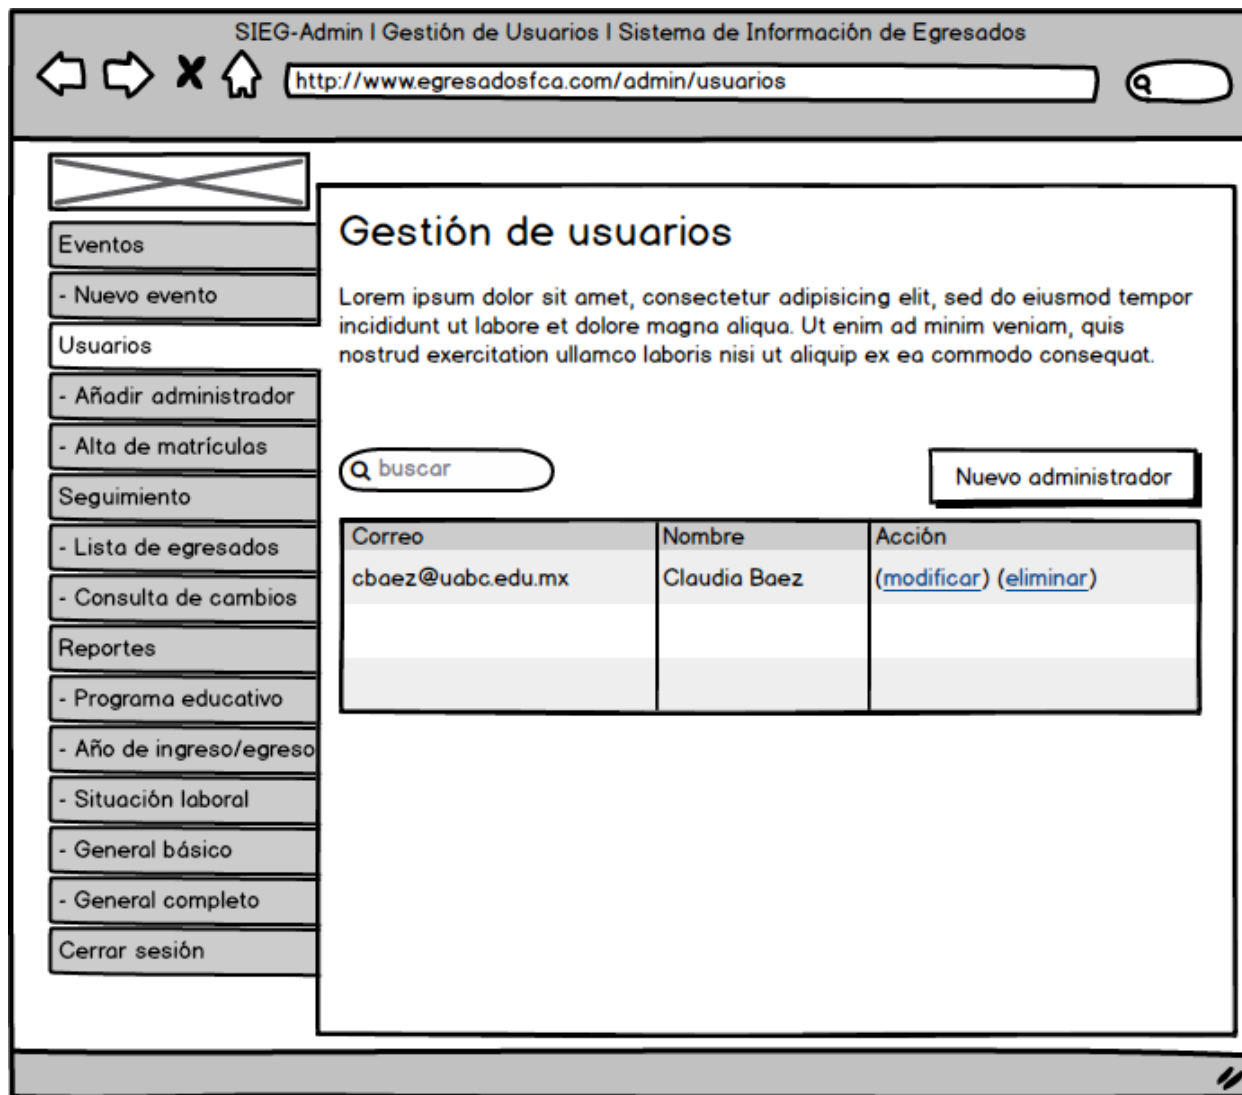 SIEG-Admin | Gestión de Usuarios | Sistema de Información de Egresados
http://www.egresadosfca.com/admin/usuarios
Eventos
- Nuevo evento
Usuarios
- Añadir administrador
- Alta de matrículas
Seguimiento
- Lista de egresados
- Consulta de cambios
Reportes
- Programa educativo
- Año de ingreso/egreso
- Situación laboral
- General básico
- General completo
Cerrar sesión
Gestión de usuarios
Lorem ipsum dolor sit amet, consectetur adipisicing elit, sed do eiusmod tempor
incididunt ut labore et dolore magna aliqua. Ut enim ad minim veniam, quis
nostrud exercitation ullamco laboris nisi ut aliquip ex ea commodo consequat.
buscar
Nuevo administrador
Correo Nombre Acción
cbaez@uabc.edu.mx Claudia Baez (modificar) (eliminar)